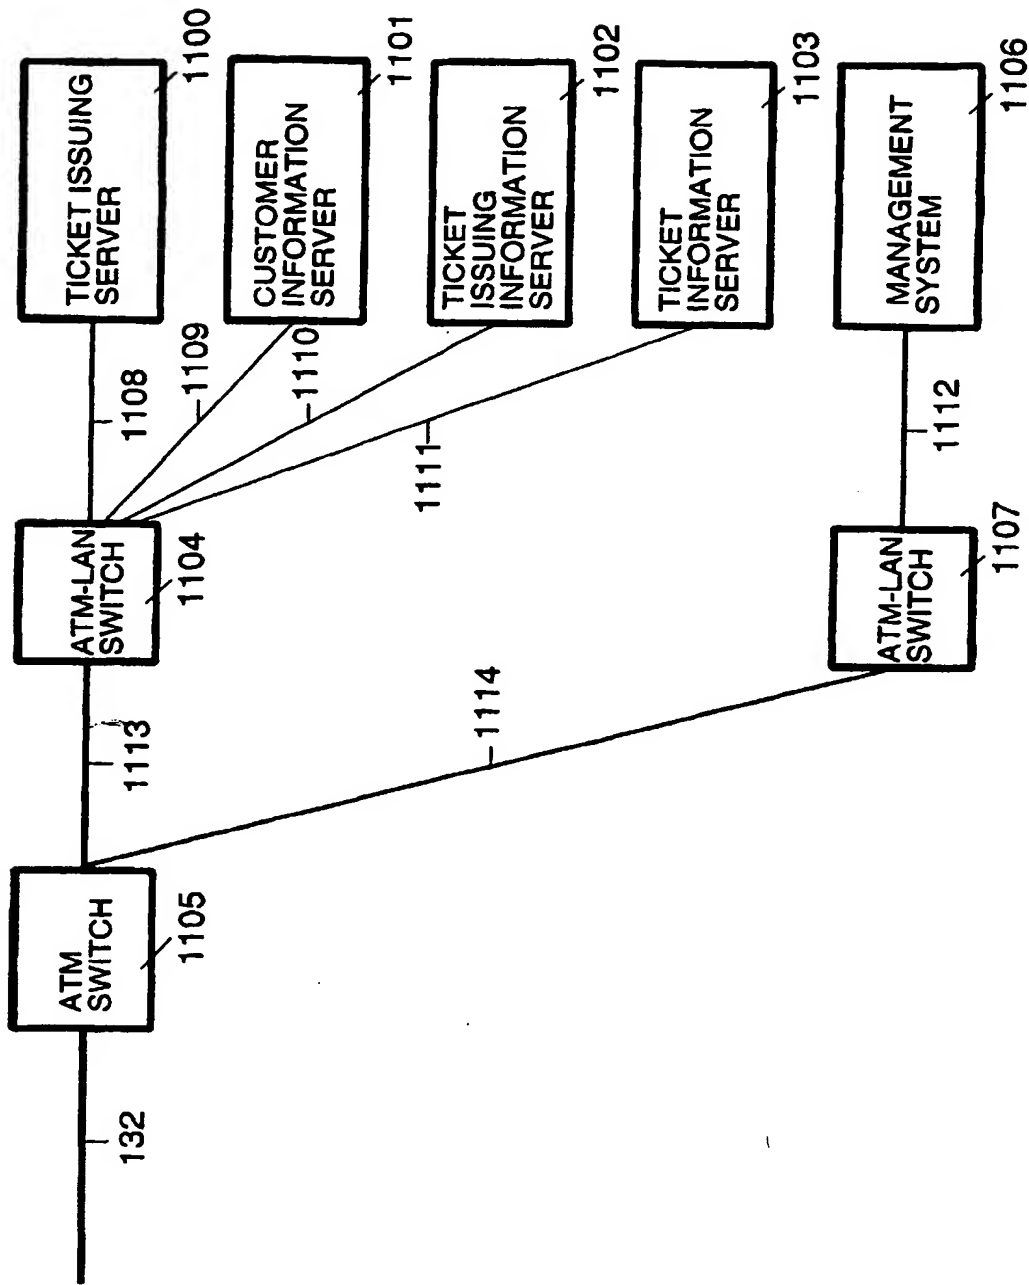 TICKET ISSUING
SERVER
1100
CUSTOMER
INFORMATION
SERVER
1101
TICKET
ISSUING
INFORMATION
SERVER
1102
TICKET
INFORMATION
SERVER
1103
MANAGEMENT
SYSTEM
1106
1108
1109
1110
1111
1112
ATM-LAN
SWITCH
1104
ATM-LAN
SWITCH
1107
1113
1114
ATM
SWITCH
1105
132